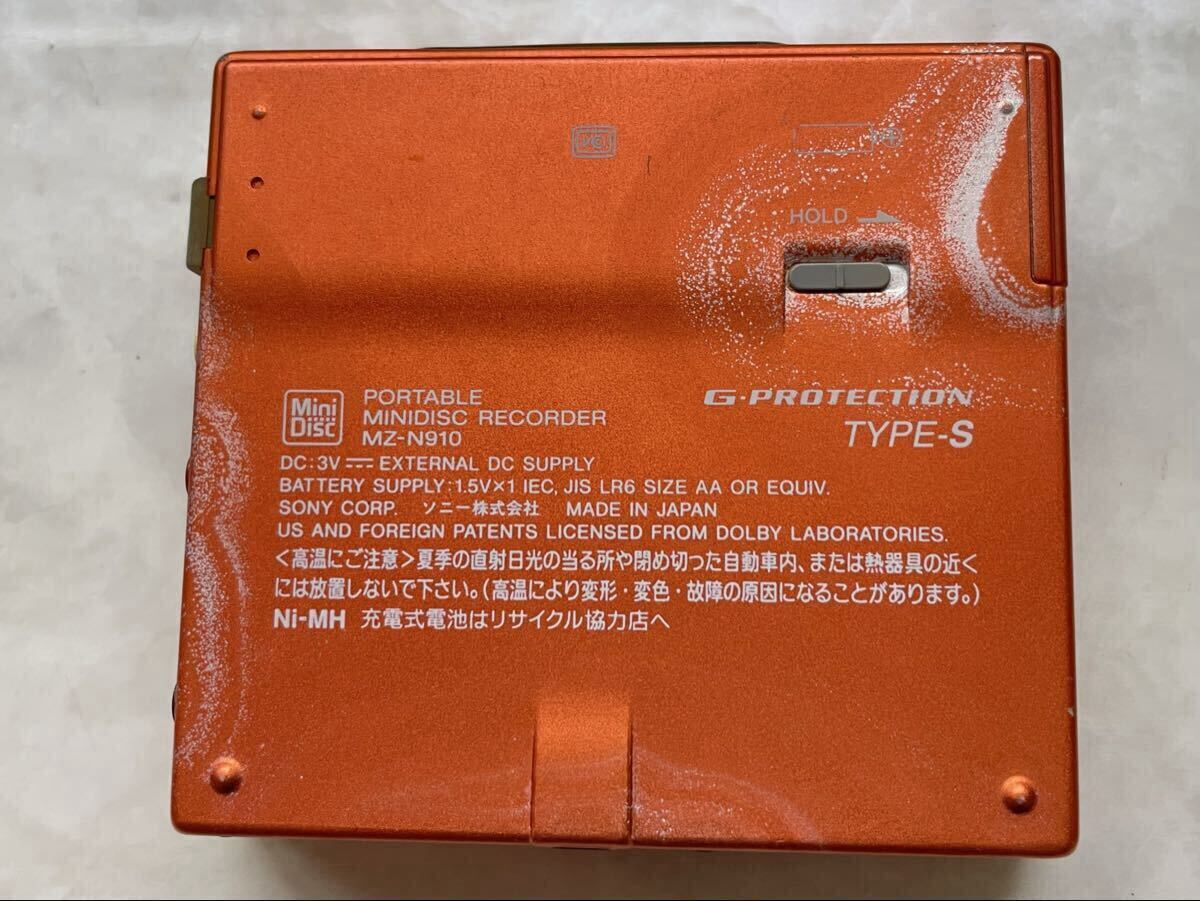 HOLD
G-PROTECTION
TYPE-S
Mini
Disc
PORTABLE
MINIDISC RECORDER
MZ-N910
DC:3V ⎓ EXTERNAL DC SUPPLY
BATTERY SUPPLY:1.5V×1 IEC, JIS LR6 SIZE AA OR EQUIV.
SONY CORP. ソニー株式会社 MADE IN JAPAN
US AND FOREIGN PATENTS LICENSED FROM DOLBY LABORATORIES.
<高温にご注意>夏季の直射日光の当る所や閉め切った自動車内、または熱器具の近く
には放置しないで下さい。(高温により変形・変色・故障の原因になることがあります。)
Ni-MH 充電式電池はリサイクル協力店へ